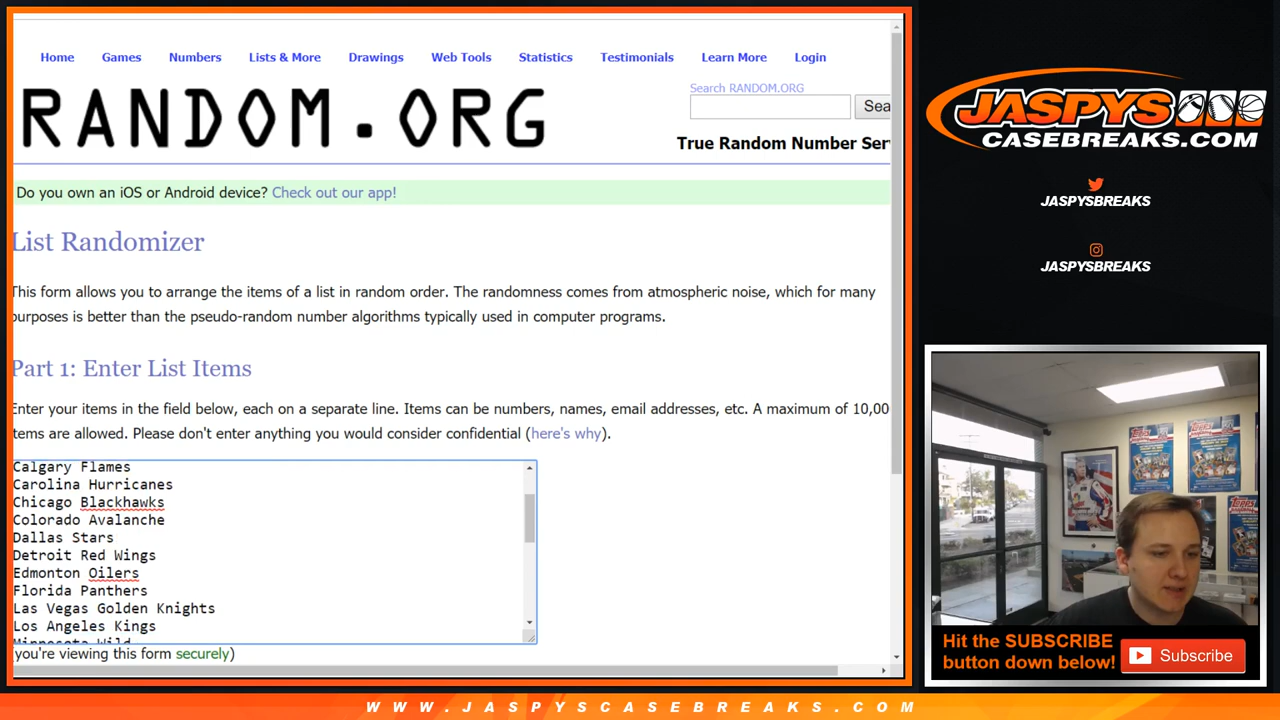 Home Games Numbers Lists & More Drawings Web Tools Statistics Testimonials Learn More Login
Search RANDOM.ORG
RANDOM.ORG
Sea
True Random Number Ser
Do you own an iOS or Android device? Check out our app!
List Randomizer
This form allows you to arrange the items of a list in random order. The randomness comes from atmospheric noise, which for many
purposes is better than the pseudo-random number algorithms typically used in computer programs.
Part 1: Enter List Items
Enter your items in the field below, each on a separate line. Items can be numbers, names, email addresses, etc. A maximum of 10,00
items are allowed. Please don't enter anything you would consider confidential (here's why).
Calgary Flames
Carolina Hurricanes
Chicago Blackhawks
Colorado Avalanche
Dallas Stars
Detroit Red Wings
Edmonton Oilers
Florida Panthers
Las Vegas Golden Knights
Los Angeles Kings
Minnesota Wild
you're viewing this form securely)
JASPYS
CASEBREAKS.COM
JASPYSBREAKS
JASPYSBREAKS
Topps
Topps
Hit the SUBSCRIBE
button down below!
Subscribe
WWW.JASPYSCASEBREAKS.COM